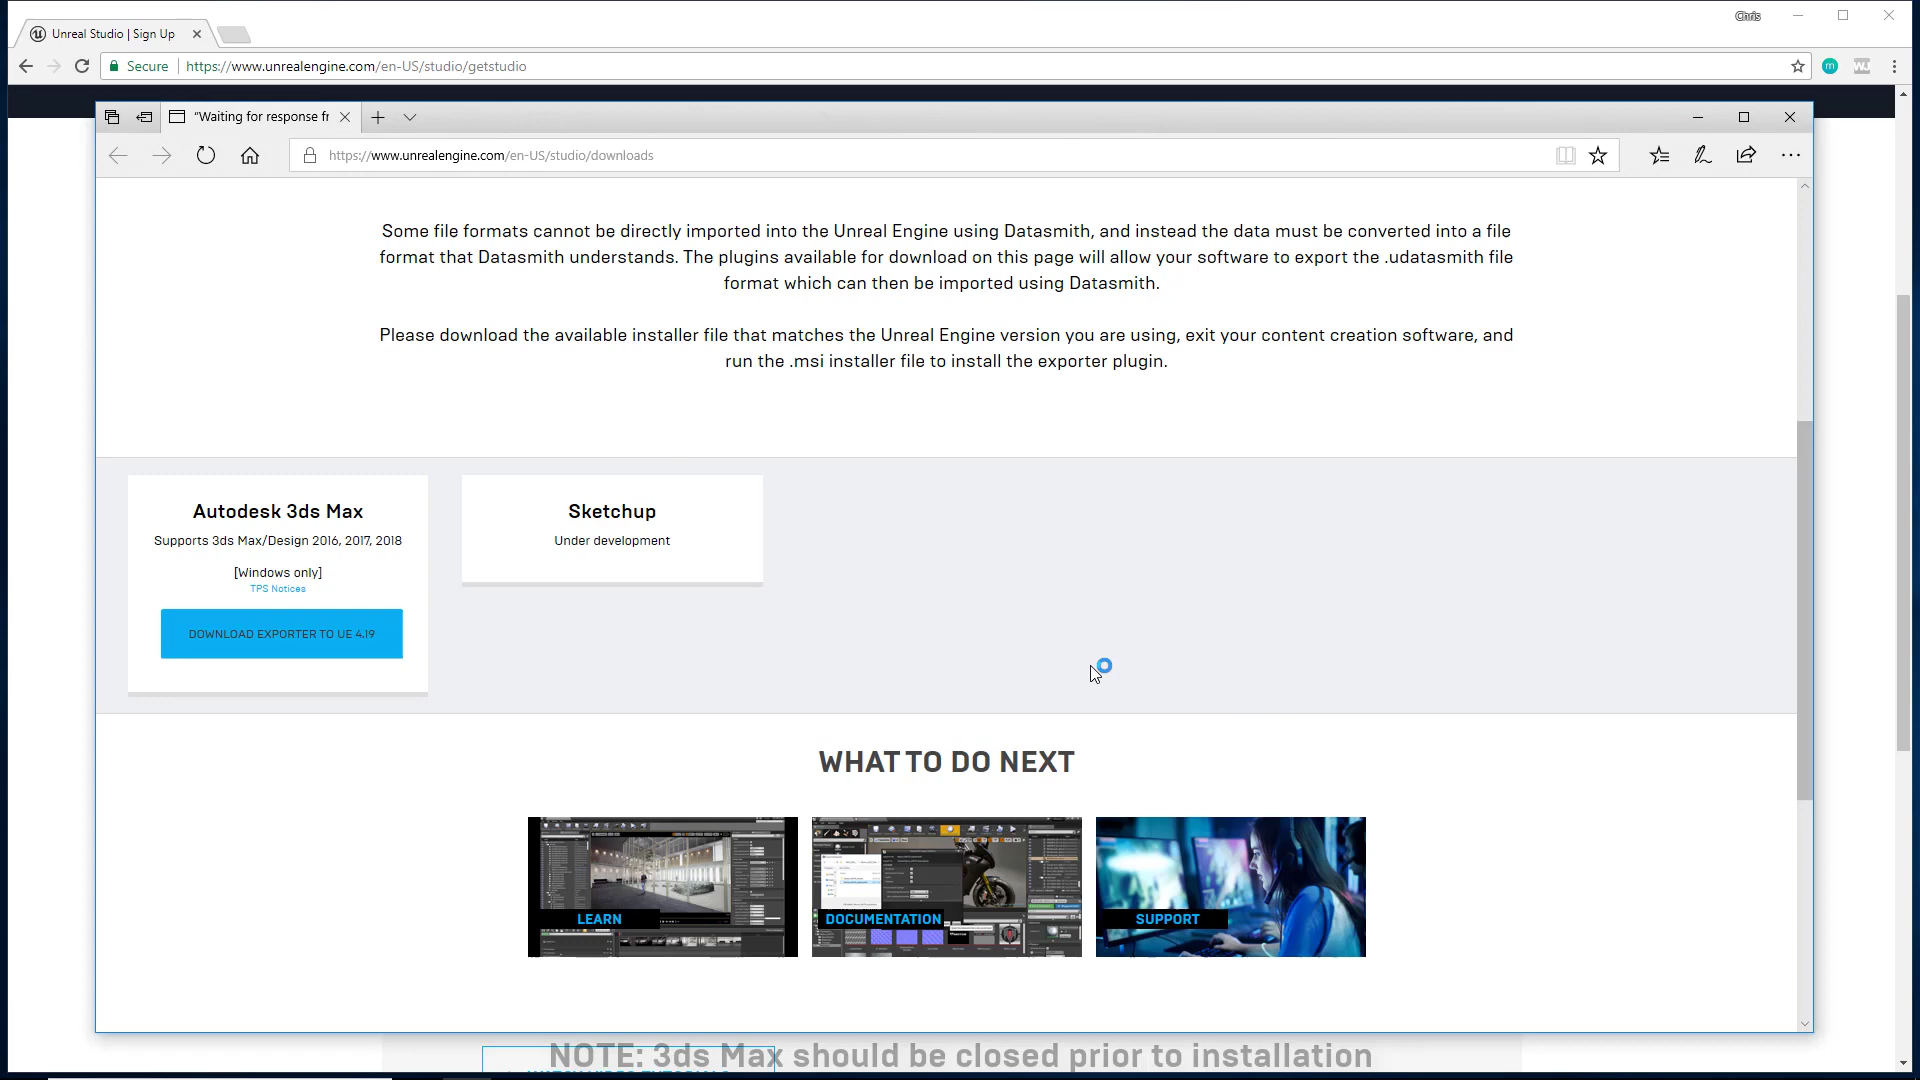 Chris
Unreal Studio | Sign Up
Secure
https://www.unrealengine.com/en-US/studio/getstudio
"Waiting for response fr
https://www.unrealengine.com/en-US/studio/downloads
Some file formats cannot be directly imported into the Unreal Engine using Datasmith, and instead the data must be converted into a file
format that Datasmith understands. The plugins available for download on this page will allow your software to export the .udatasmith file
format which can then be imported using Datasmith.
Please download the available installer file that matches the Unreal Engine version you are using, exit your content creation software, and
run the .msi installer file to install the exporter plugin.
Autodesk 3ds Max
Supports 3ds Max/Design 2016, 2017, 2018
[Windows only]
TPS Notices
DOWNLOAD EXPORTER TO UE 4.19
Sketchup
Under development
WHAT TO DO NEXT
LEARN
DOCUMENTATION
SUPPORT
NOTE: 3ds Max should be closed prior to installation